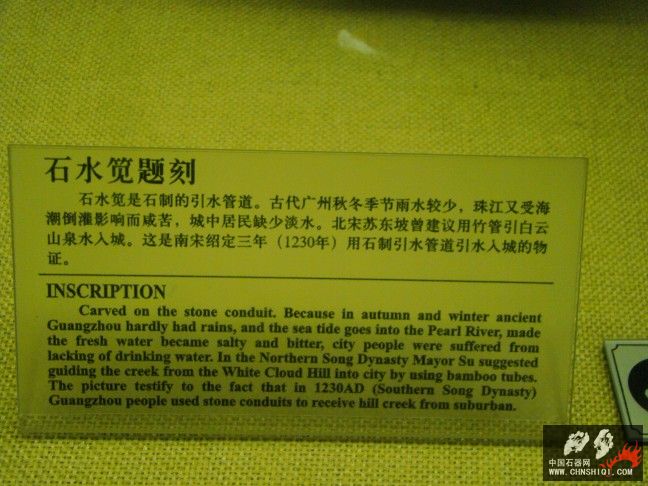 石水笕题刻
石水笕是石制的引水管道。古代广州秋冬季节雨水较少，珠江又受海
潮倒灌影响而咸苦，城中居民缺少淡水。北宋苏东坡曾建议用竹管引白云
山泉水入城。这是南宋绍定三年（1230年）用石制引水管道引水入城的物
证。
INSCRIPTION
Carved on the stone conduit. Because in autumn and winter ancient
Guangzhou hardly had rains, and the sea tide goes into the Pearl River, made
the fresh water became salty and bitter, city people were suffered from
lacking of drinking water. In the Northern Song Dynasty Mayor Su suggested
guiding the creek from the White Cloud Hill into city by using bamboo tubes.
The picture testify to the fact that in 1230AD (Southern Song Dynasty)
Guangzhou people used stone conduits to receive hill creek from suburban.
中国石器网
WWW.CHNSHIQI.COM